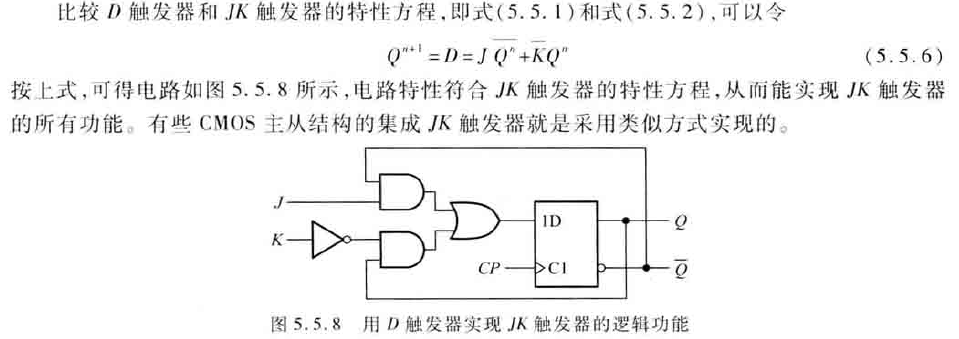 比较 D 触发器和 JK 触发器的特性方程,即式(5.5.1)和式(5.5.2),可以令
Qⁿ⁺¹ = D = J Q̅ⁿ + K̅Qⁿ (5.5.6)
按上式,可得电路如图 5.5.8 所示,电路特性符合 JK 触发器的特性方程,从而能实现 JK 触发器
的所有功能。有些 CMOS 主从结构的集成 JK 触发器就是采用类似方式实现的。
J
K
1D
CP
C1
Q
Q̅
图 5.5.8 用 D 触发器实现 JK 触发器的逻辑功能